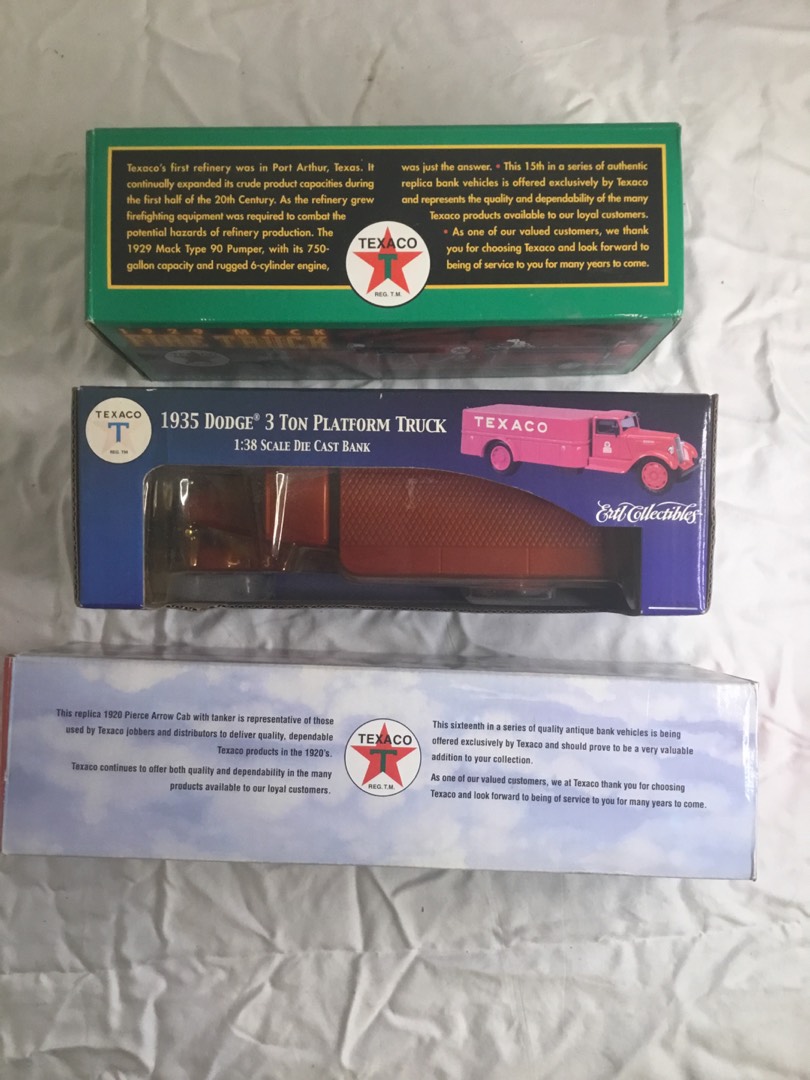 Texaco's first refinery was in Port Arthur, Texas. It
continually expanded its crude product capacities during
the first half of the 20th Century. As the refinery grew
firefighting equipment was required to combat the
potential hazards of refinery production. The
1929 Mack Type 90 Pumper, with its 750-
gallon capacity and rugged 6-cylinder engine,
was just the answer. • This 15th in a series of authentic
replica bank vehicles is offered exclusively by Texaco
and represents the quality and dependability of the many
Texaco products available to our loyal customers.
• As one of our valued customers, we thank
you for choosing Texaco and look forward to
being of service to you for many years to come.
TEXACO
T
REG. T.M.
1929 MACK
FIRE TRUCK
TEXACO
T
REG. TM
1935 DODGE® 3 TON PLATFORM TRUCK
1:38 SCALE DIE CAST BANK
TEXACO
Ertl Collectibles
This replica 1920 Pierce Arrow Cab with tanker is representative of those
used by Texaco jobbers and distributors to deliver quality, dependable
Texaco products in the 1920's.
Texaco continues to offer both quality and dependability in the many
products available to our loyal customers.
TEXACO
T
REG. T.M.
This sixteenth in a series of quality antique bank vehicles is being
offered exclusively by Texaco and should prove to be a very valuable
addition to your collection.
As one of our valued customers, we at Texaco thank you for choosing
Texaco and look forward to being of service to you for many years to come.